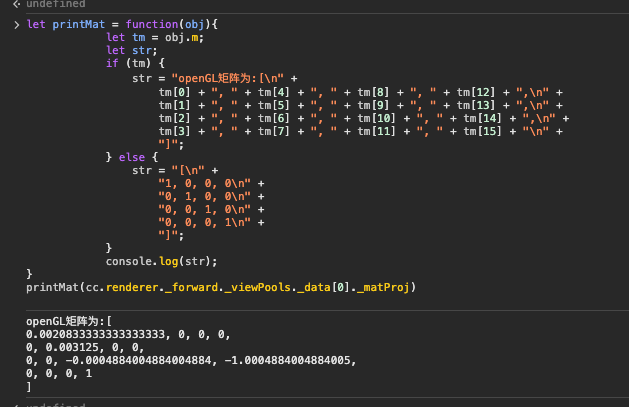 undefined
let printMat = function(obj){
let tm = obj.m;
let str;
if (tm) {
str = "openGL矩阵为:[\n" +
tm[0] + ", " + tm[4] + ", " + tm[8] + ", " + tm[12] + ",\n" +
tm[1] + ", " + tm[5] + ", " + tm[9] + ", " + tm[13] + ",\n" +
tm[2] + ", " + tm[6] + ", " + tm[10] + ", " + tm[14] + ",\n" +
tm[3] + ", " + tm[7] + ", " + tm[11] + ", " + tm[15] + "\n" +
"]";
} else {
str = "[\n" +
"1, 0, 0, 0\n" +
"0, 1, 0, 0\n" +
"0, 0, 1, 0\n" +
"0, 0, 0, 1\n" +
"]";
}
console.log(str);
}
printMat(cc.renderer._forward._viewPools._data[0]._matProj)
openGL矩阵为:[
0.0020833333333333333, 0, 0, 0,
0, 0.003125, 0, 0,
0, 0, -0.0004884004884004884, -1.0004884004884005,
0, 0, 0, 1
]
undefined